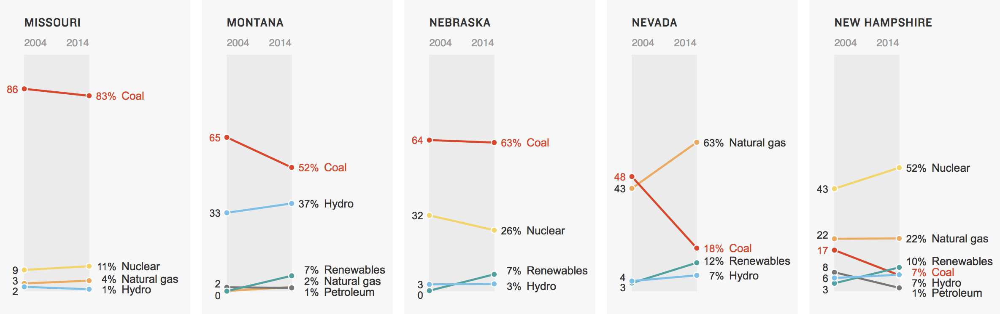 MISSOURI
2004 2014
86
83% Coal
9
11% Nuclear
3
4% Natural gas
2
1% Hydro
MONTANA
2004 2014
65
52% Coal
33
37% Hydro
7% Renewables
2
2% Natural gas
0
1% Petroleum
NEBRASKA
2004 2014
64
63% Coal
32
26% Nuclear
7% Renewables
3
3% Hydro
0
NEVADA
2004 2014
63% Natural gas
48
43
18% Coal
12% Renewables
4
7% Hydro
3
NEW HAMPSHIRE
2004 2014
52% Nuclear
43
22
22% Natural gas
17
10% Renewables
8
7% Coal
6
7% Hydro
3
1% Petroleum